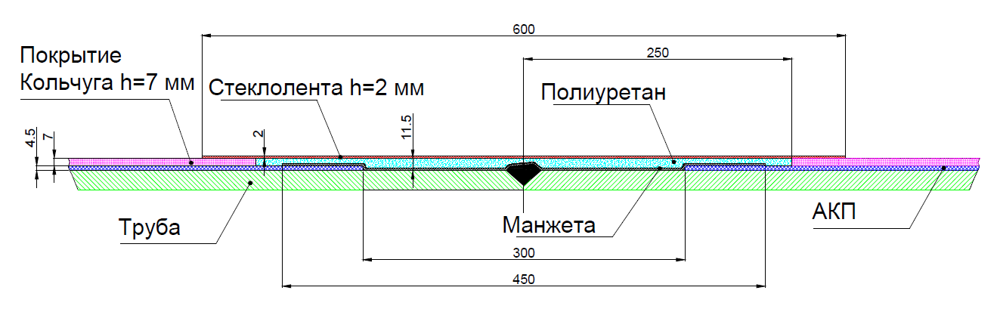 600
250
Покрытие
Кольчуга h=7 мм
Стеклолента h=2 мм
Полиуретан
4.5
7
2
11.5
Труба
Манжета
АКП
300
450